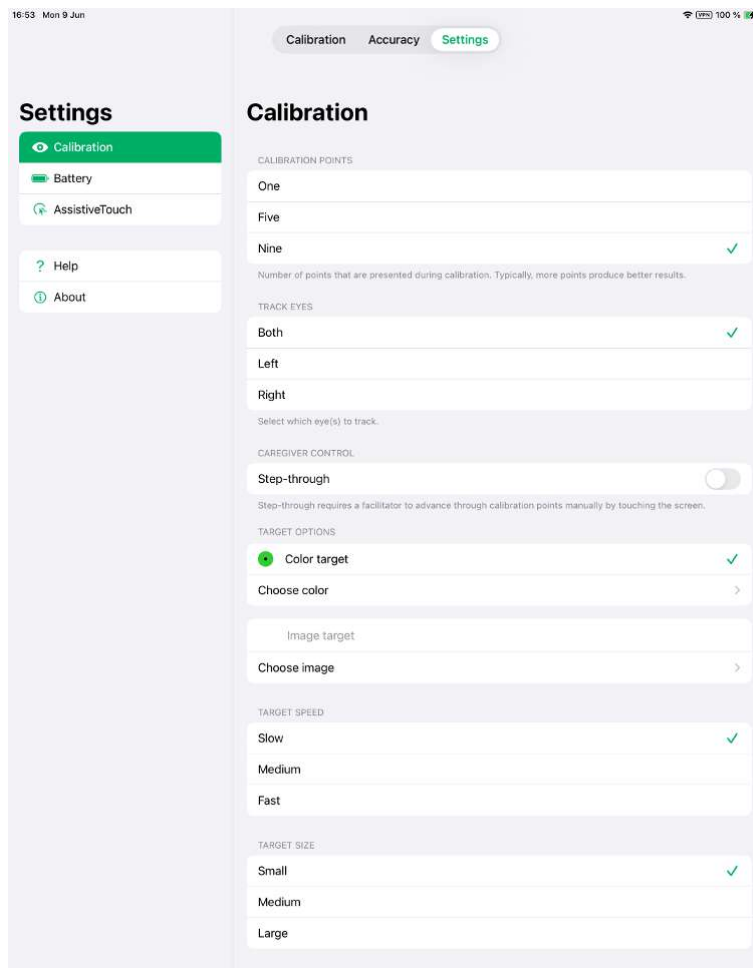 16:53 Mon 9 Jun
VPN 100 %
Calibration Accuracy Settings
Settings
Calibration
Battery
AssistiveTouch
? Help
About
Calibration
CALIBRATION POINTS
One
Five
Nine
Number of points that are presented during calibration. Typically, more points produce better results.
TRACK EYES
Both
Left
Right
Select which eye(s) to track.
CAREGIVER CONTROL
Step-through
Step-through requires a facilitator to advance through calibration points manually by touching the screen.
TARGET OPTIONS
Color target
Choose color
Image target
Choose image
TARGET SPEED
Slow
Medium
Fast
TARGET SIZE
Small
Medium
Large